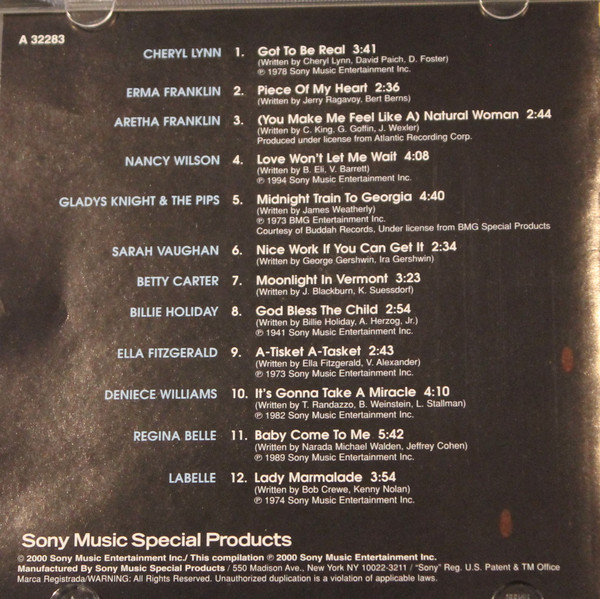 A 32283
CHERYL LYNN 1. Got To Be Real 3:41
(Written by Cheryl Lynn, David Paich, D. Foster)
℗ 1978 Sony Music Entertainment Inc.
ERMA FRANKLIN 2. Piece Of My Heart 2:36
(Written by Jerry Ragavoy, Bert Berns)
ARETHA FRANKLIN 3. (You Make Me Feel Like A) Natural Woman 2:44
(Written by C. King, G. Goffin, J. Wexler)
Produced under license from Atlantic Recording Corp.
NANCY WILSON 4. Love Won't Let Me Wait 4:08
(Written by B. Eli, V. Barrett)
℗ 1994 Sony Music Entertainment Inc.
GLADYS KNIGHT & THE PIPS 5. Midnight Train To Georgia 4:40
(Written by James Weatherly)
℗ 1973 BMG Entertainment Inc.
Courtesy of Buddah Records, Under license from BMG Special Products
SARAH VAUGHAN 6. Nice Work If You Can Get It 2:34
(Written by George Gershwin, Ira Gershwin)
BETTY CARTER 7. Moonlight In Vermont 3:23
(Written by J. Blackburn, K. Suessdorf)
BILLIE HOLIDAY 8. God Bless The Child 2:54
(Written by Billie Holiday, A. Herzog, Jr.)
℗ 1941 Sony Music Entertainment Inc.
ELLA FITZGERALD 9. A-Tisket A-Tasket 2:43
(Written by Ella Fitzgerald, V. Alexander)
℗ 1973 Sony Music Entertainment Inc.
DENIECE WILLIAMS 10. It's Gonna Take A Miracle 4:10
(Written by T. Randazzo, B. Weinstein, L. Stallman)
℗ 1982 Sony Music Entertainment Inc.
REGINA BELLE 11. Baby Come To Me 5:42
(Written by Narada Michael Walden, Jeffrey Cohen)
℗ 1989 Sony Music Entertainment Inc.
LABELLE 12. Lady Marmalade 3:54
(Written by Bob Crewe, Kenny Nolan)
℗ 1974 Sony Music Entertainment Inc.
Sony Music Special Products
© 2000 Sony Music Entertainment Inc./ This compilation ℗ 2000 Sony Music Entertainment Inc.
Manufactured By Sony Music Special Products / 550 Madison Ave., New York NY 10022-3211 / "Sony" Reg. U.S. Patent & TM Office
Marca Registrada/WARNING: All Rights Reserved. Unauthorized duplication is a violation of applicable laws.